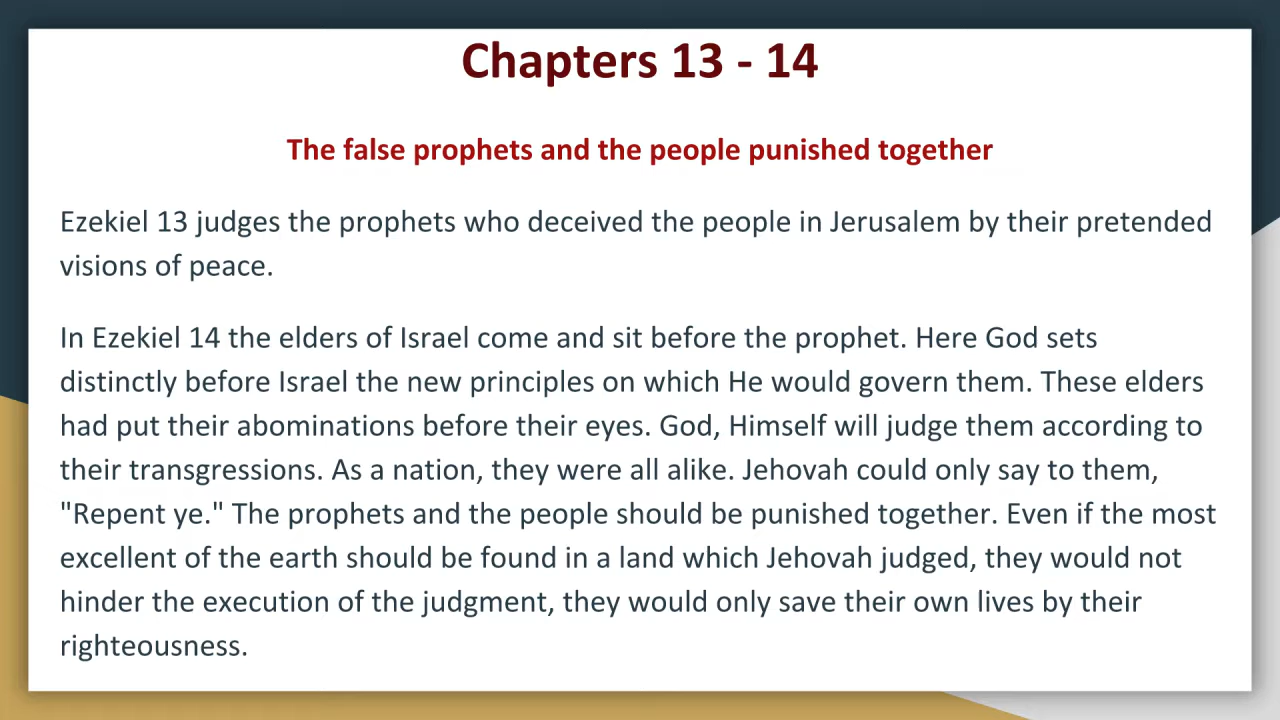 Chapters 13 - 14
The false prophets and the people punished together
Ezekiel 13 judges the prophets who deceived the people in Jerusalem by their pretended
visions of peace.
In Ezekiel 14 the elders of Israel come and sit before the prophet. Here God sets
distinctly before Israel the new principles on which He would govern them. These elders
had put their abominations before their eyes. God, Himself will judge them according to
their transgressions. As a nation, they were all alike. Jehovah could only say to them,
"Repent ye." The prophets and the people should be punished together. Even if the most
excellent of the earth should be found in a land which Jehovah judged, they would not
hinder the execution of the judgment, they would only save their own lives by their
righteousness.